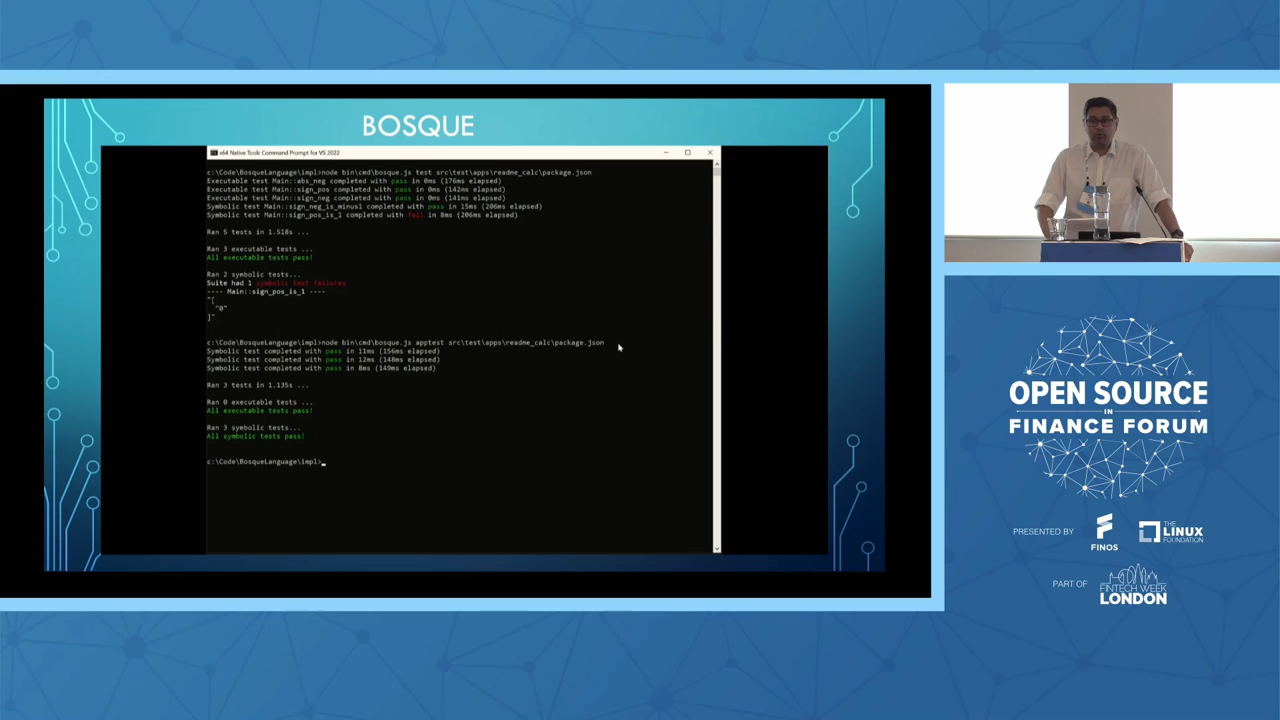 BOSQUE
x64 Native Tools Command Prompt for VS 2022
c:\Code\BosqueLanguage\impl>node bin\cmd\bosque.js test src\test\apps\readme_calc\package.json
Executable test Main::abs_neg completed with pass in 0ms (176ms elapsed)
Executable test Main::sign_pos completed with pass in 0ms (142ms elapsed)
Executable test Main::sign_neg completed with pass in 0ms (141ms elapsed)
Symbolic test Main::sign_neg_is_minus1 completed with pass in 15ms (206ms elapsed)
Symbolic test Main::sign_pos_is_1 completed with fail in 8ms (206ms elapsed)
Ran 5 tests in 1.518s ...
Ran 3 executable tests ...
All executable tests pass!
Ran 2 symbolic tests...
Suite had 1 symbolic test failures
---- Main::sign_pos_is_1 ----
"[
"0"
]"
c:\Code\BosqueLanguage\impl>node bin\cmd\bosque.js apptest src\test\apps\readme_calc\package.json
Symbolic test completed with pass in 11ms (156ms elapsed)
Symbolic test completed with pass in 12ms (148ms elapsed)
Symbolic test completed with pass in 8ms (149ms elapsed)
Ran 3 tests in 1.135s ...
Ran 0 executable tests ...
All executable tests pass!
Ran 3 symbolic tests...
All symbolic tests pass!
c:\Code\BosqueLanguage\impl>
OPEN SOURCE
IN
FINANCE FORUM
PRESENTED BY
FINOS
THE
LINUX
FOUNDATION
PART OF
FINTECH WEEK
LONDON